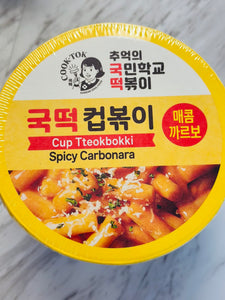 COOK-TOK
추억의
국민학교
떡볶이
국떡 컵볶이
매콤
까르보
Cup Tteokbokki
Spicy Carbonara